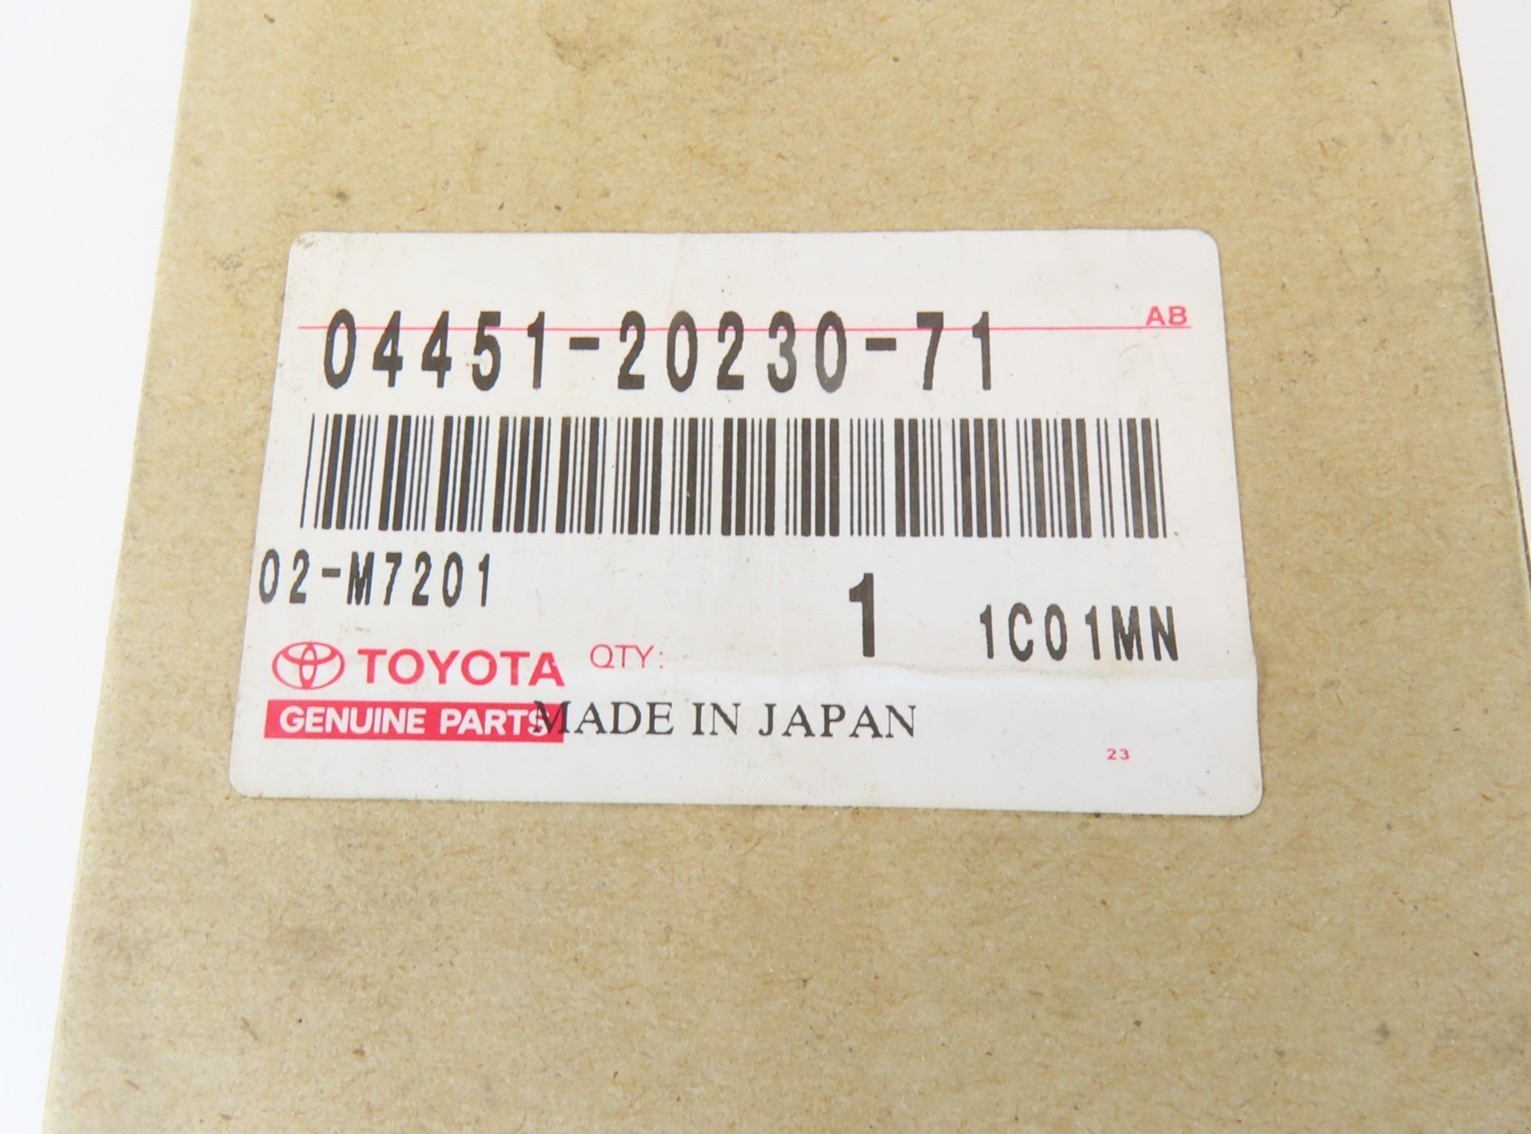 AB
04451-20230-71
02-M7201
1
1C01MN
TOYOTA QTY:
GENUINE PARTS MADE IN JAPAN
23